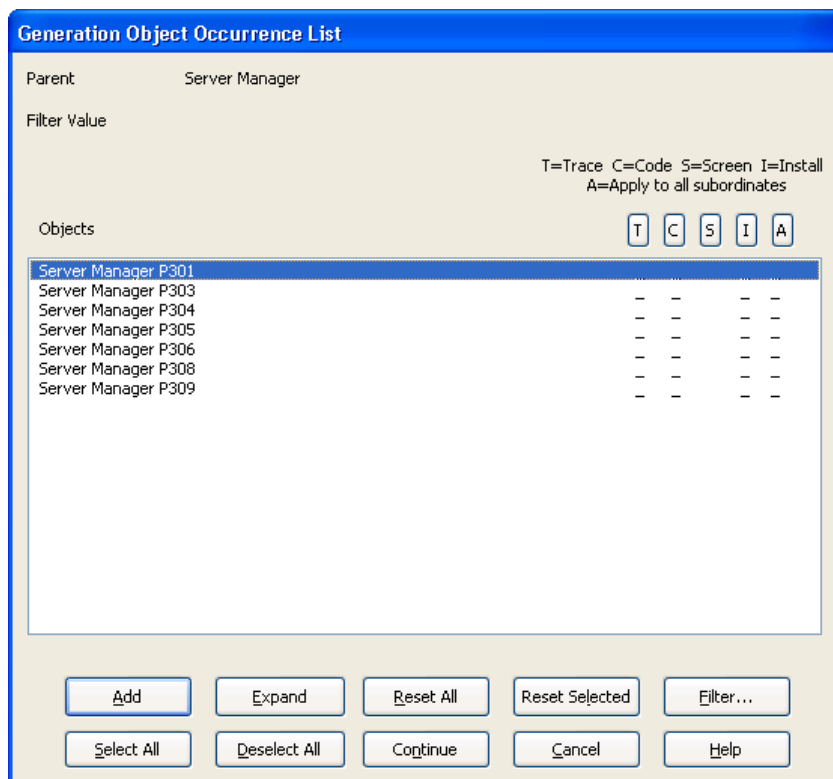 Generation Object Occurrence List
Parent Server Manager
Filter Value
T=Trace C=Code S=Screen I=Install
A=Apply to all subordinates
Objects T C S I A
Server Manager P301
Server Manager P303 _ _ _ _
Server Manager P304 _ _ _ _
Server Manager P305 _ _ _ _
Server Manager P306 _ _ _ _
Server Manager P308 _ _ _ _
Server Manager P309 _ _ _ _
Add Expand Reset All Reset Selected Filter...
Select All Deselect All Continue Cancel Help